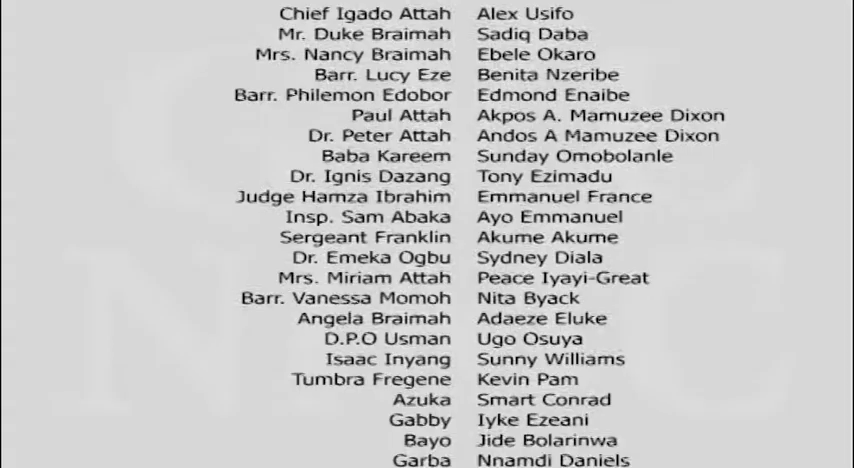 Chief Igado Attah Alex Usifo
Mr. Duke Braimah Sadiq Daba
Mrs. Nancy Braimah Ebele Okaro
Barr. Lucy Eze Benita Nzeribe
Barr. Philemon Edobor Edmond Enaibe
Paul Attah Akpos A. Mamuzee Dixon
Dr. Peter Attah Andos A Mamuzee Dixon
Baba Kareem Sunday Omobolanle
Dr. Ignis Dazang Tony Ezimadu
Judge Hamza Ibrahim Emmanuel France
Insp. Sam Abaka Ayo Emmanuel
Sergeant Franklin Akume Akume
Dr. Emeka Ogbu Sydney Diala
Mrs. Miriam Attah Peace Iyayi-Great
Barr. Vanessa Momoh Nita Byack
Angela Braimah Adaeze Eluke
D.P.O Usman Ugo Osuya
Isaac Inyang Sunny Williams
Tumbra Fregene Kevin Pam
Azuka Smart Conrad
Gabby Iyke Ezeani
Bayo Jide Bolarinwa
Garba Nnamdi Daniels